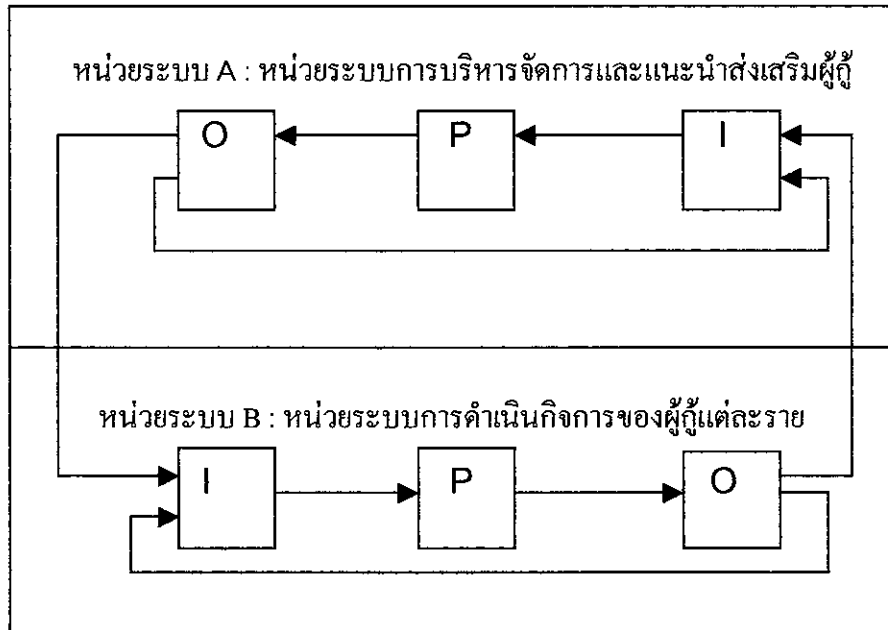 หน่วยระบบ A : หน่วยระบบการบริหารจัดการและแนะนำส่งเสริมผู้กู้
O P I
หน่วยระบบ B : หน่วยระบบการดำเนินกิจการของผู้กู้แต่ละราย
I P O